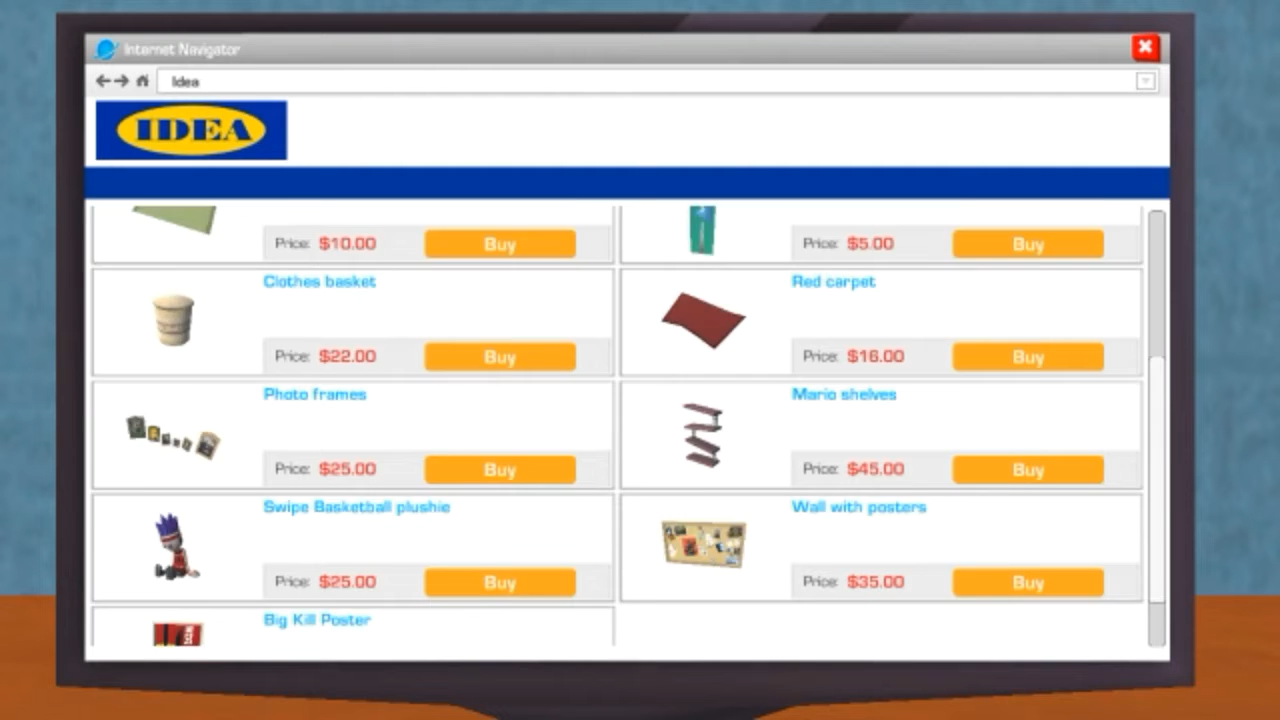 Internet Navigator
Idea
IDEA
Price: $10.00 Buy
Price: $5.00 Buy
Clothes basket
Price: $22.00 Buy
Red carpet
Price: $16.00 Buy
Photo frames
Price: $25.00 Buy
Mario shelves
Price: $45.00 Buy
Swipe Basketball plushie
Price: $25.00 Buy
Wall with posters
Price: $35.00 Buy
Big Kill Poster